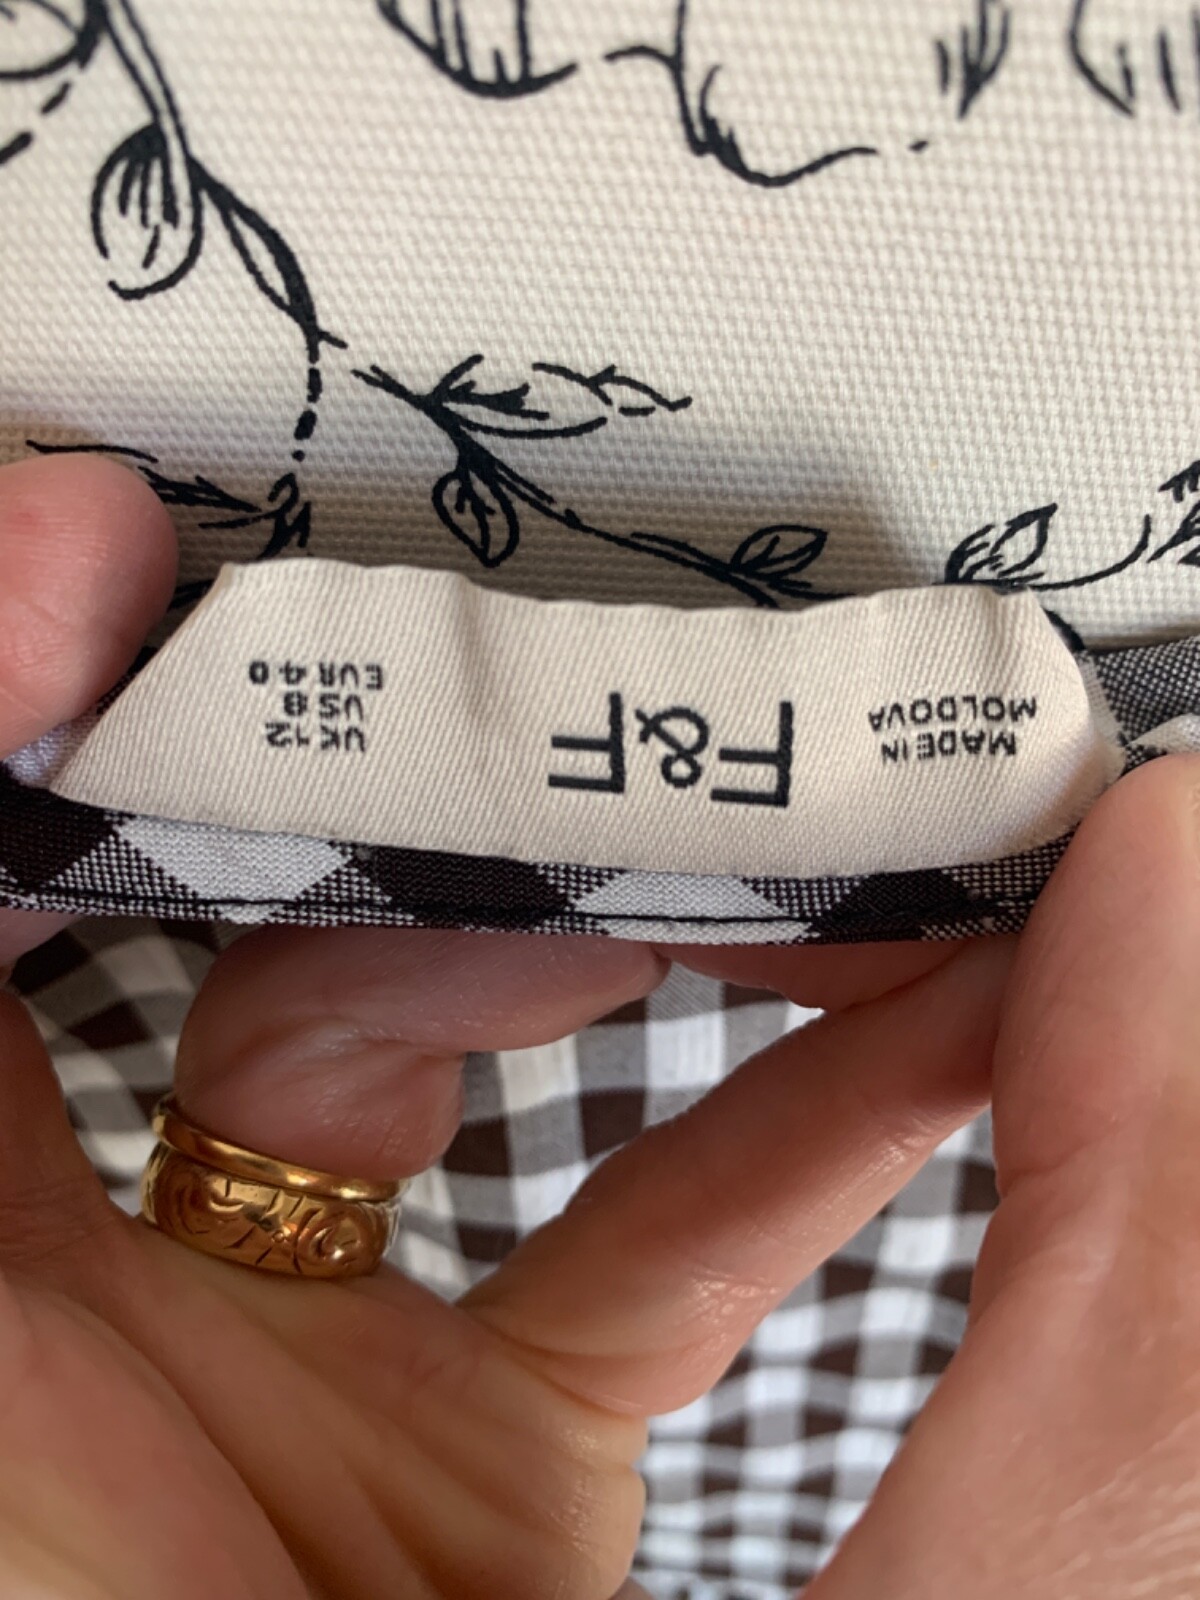 MADE IN
MOLDOVA
F&F
UK 12
US 8
EUR 40